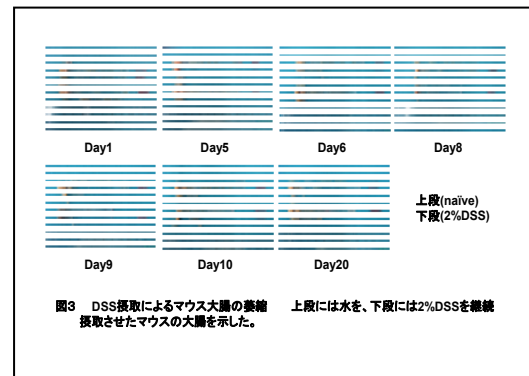 Day1 Day5 Day6 Day8
上段(naïve)
下段(2%DSS)
Day9 Day10 Day20
図3 DSS摂取によるマウス大腸の萎縮 上段には水を、下段には2%DSSを継続
摂取させたマウスの大腸を示した。